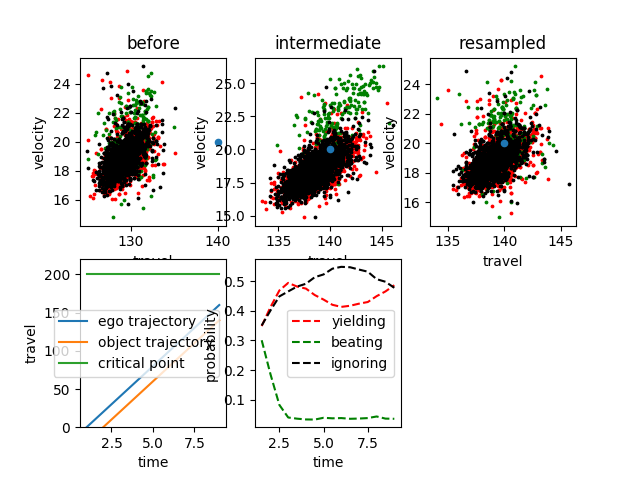 before
intermediate
resampled
velocity
24
22
20
18
16
130
140
velocity
25.0
22.5
20.0
17.5
15.0
135
140
145
velocity
24
22
20
18
16
135
140
145
travel
travel
travel
200
150
100
50
0
2.5
5.0
7.5
time
ego trajectory
object trajectory
critical point
probability
0.5
0.4
0.3
0.2
0.1
2.5
5.0
7.5
time
yielding
beating
ignoring